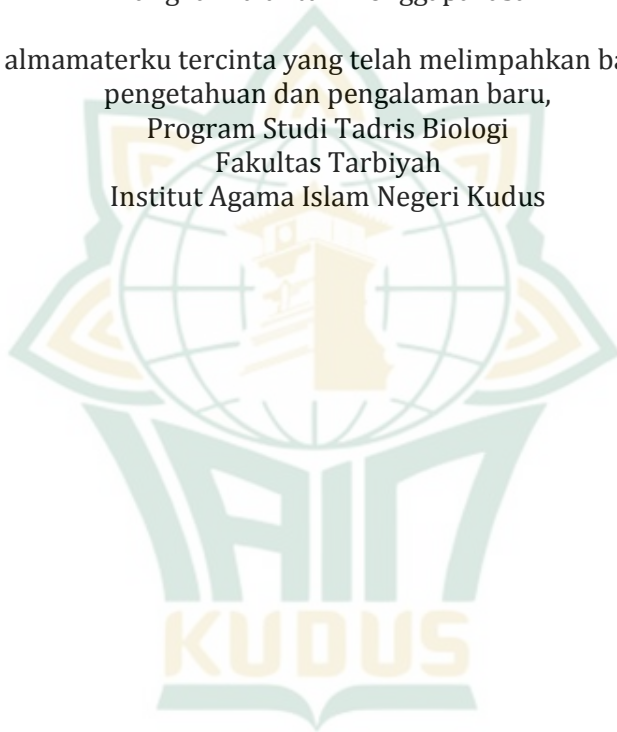 almamaterku tercinta yang telah melimpahkan
pengetahuan dan pengalaman baru,
Program Studi Tadris Biologi
Fakultas Tarbiyah
Institut Agama Islam Negeri Kudus
IAIN
KUDUS